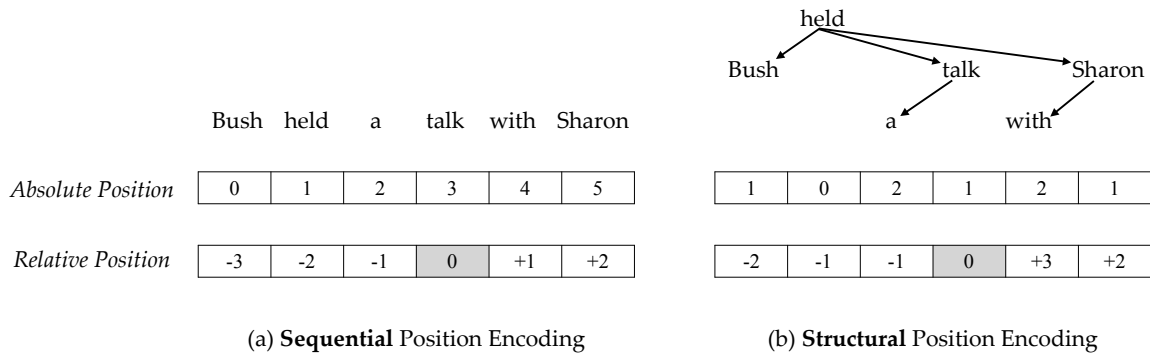 held
Bush talk Sharon
a with
Bush held a talk with Sharon
Absolute Position 0 1 2 3 4 5
1 0 2 1 2 1
Relative Position -3 -2 -1 0 +1 +2
-2 -1 -1 0 +3 +2
(a) Sequential Position Encoding
(b) Structural Position Encoding